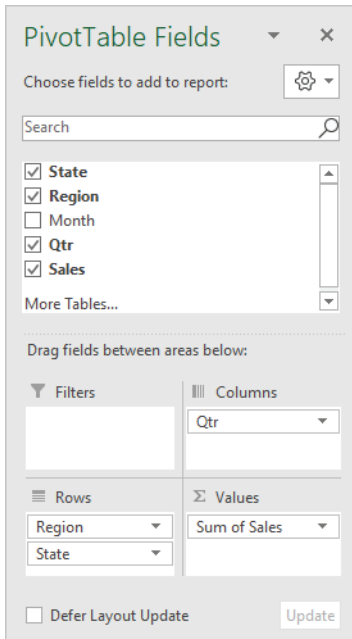 PivotTable Fields
Choose fields to add to report:
Search
State
Region
Month
Qtr
Sales
More Tables...
Drag fields between areas below:
Filters
Columns
Qtr
Rows
Σ Values
Region
Sum of Sales
State
Defer Layout Update
Update